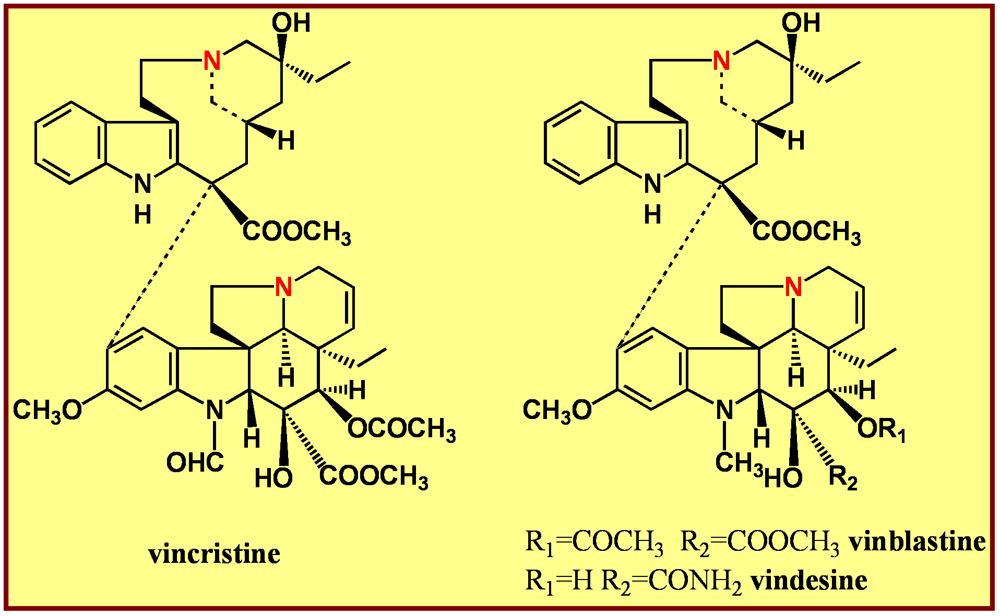 OH
OH
N
N
H
H
N
H
N
H
COOCH3
COOCH3
N
N
H
H
H
H
CH3O
N
OCOCH3
CH3O
N
OR1
H
H
OHC
HO
COOCH3
CH3
HO
R2
vincristine
R1=COCH3 R2=COOCH3 vinblastine
R1=H R2=CONH2 vindesine